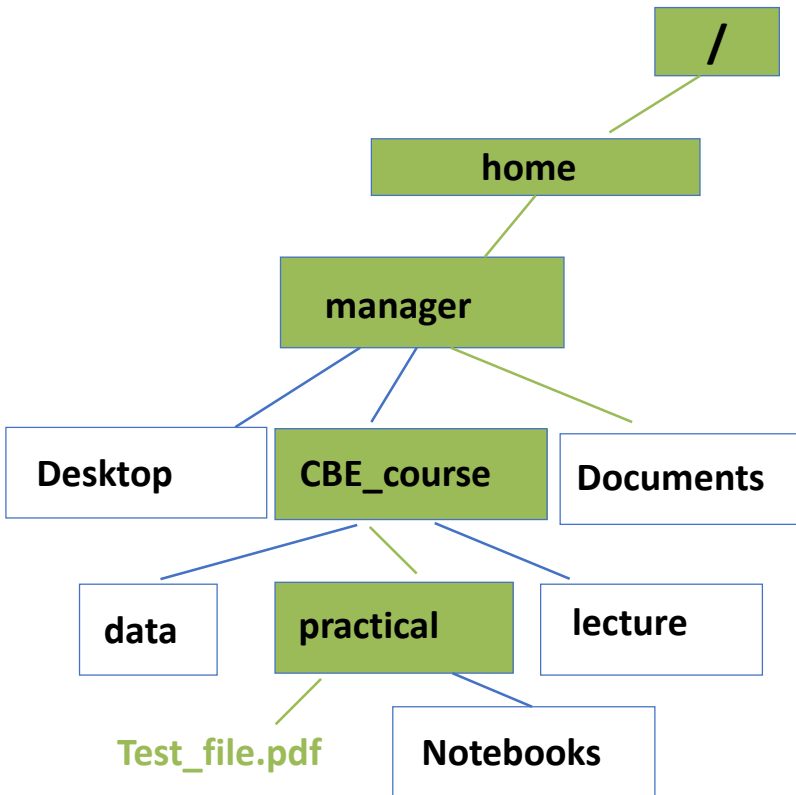 /
home
manager
Desktop
CBE_course
Documents
data
practical
lecture
Test_file.pdf
Notebooks